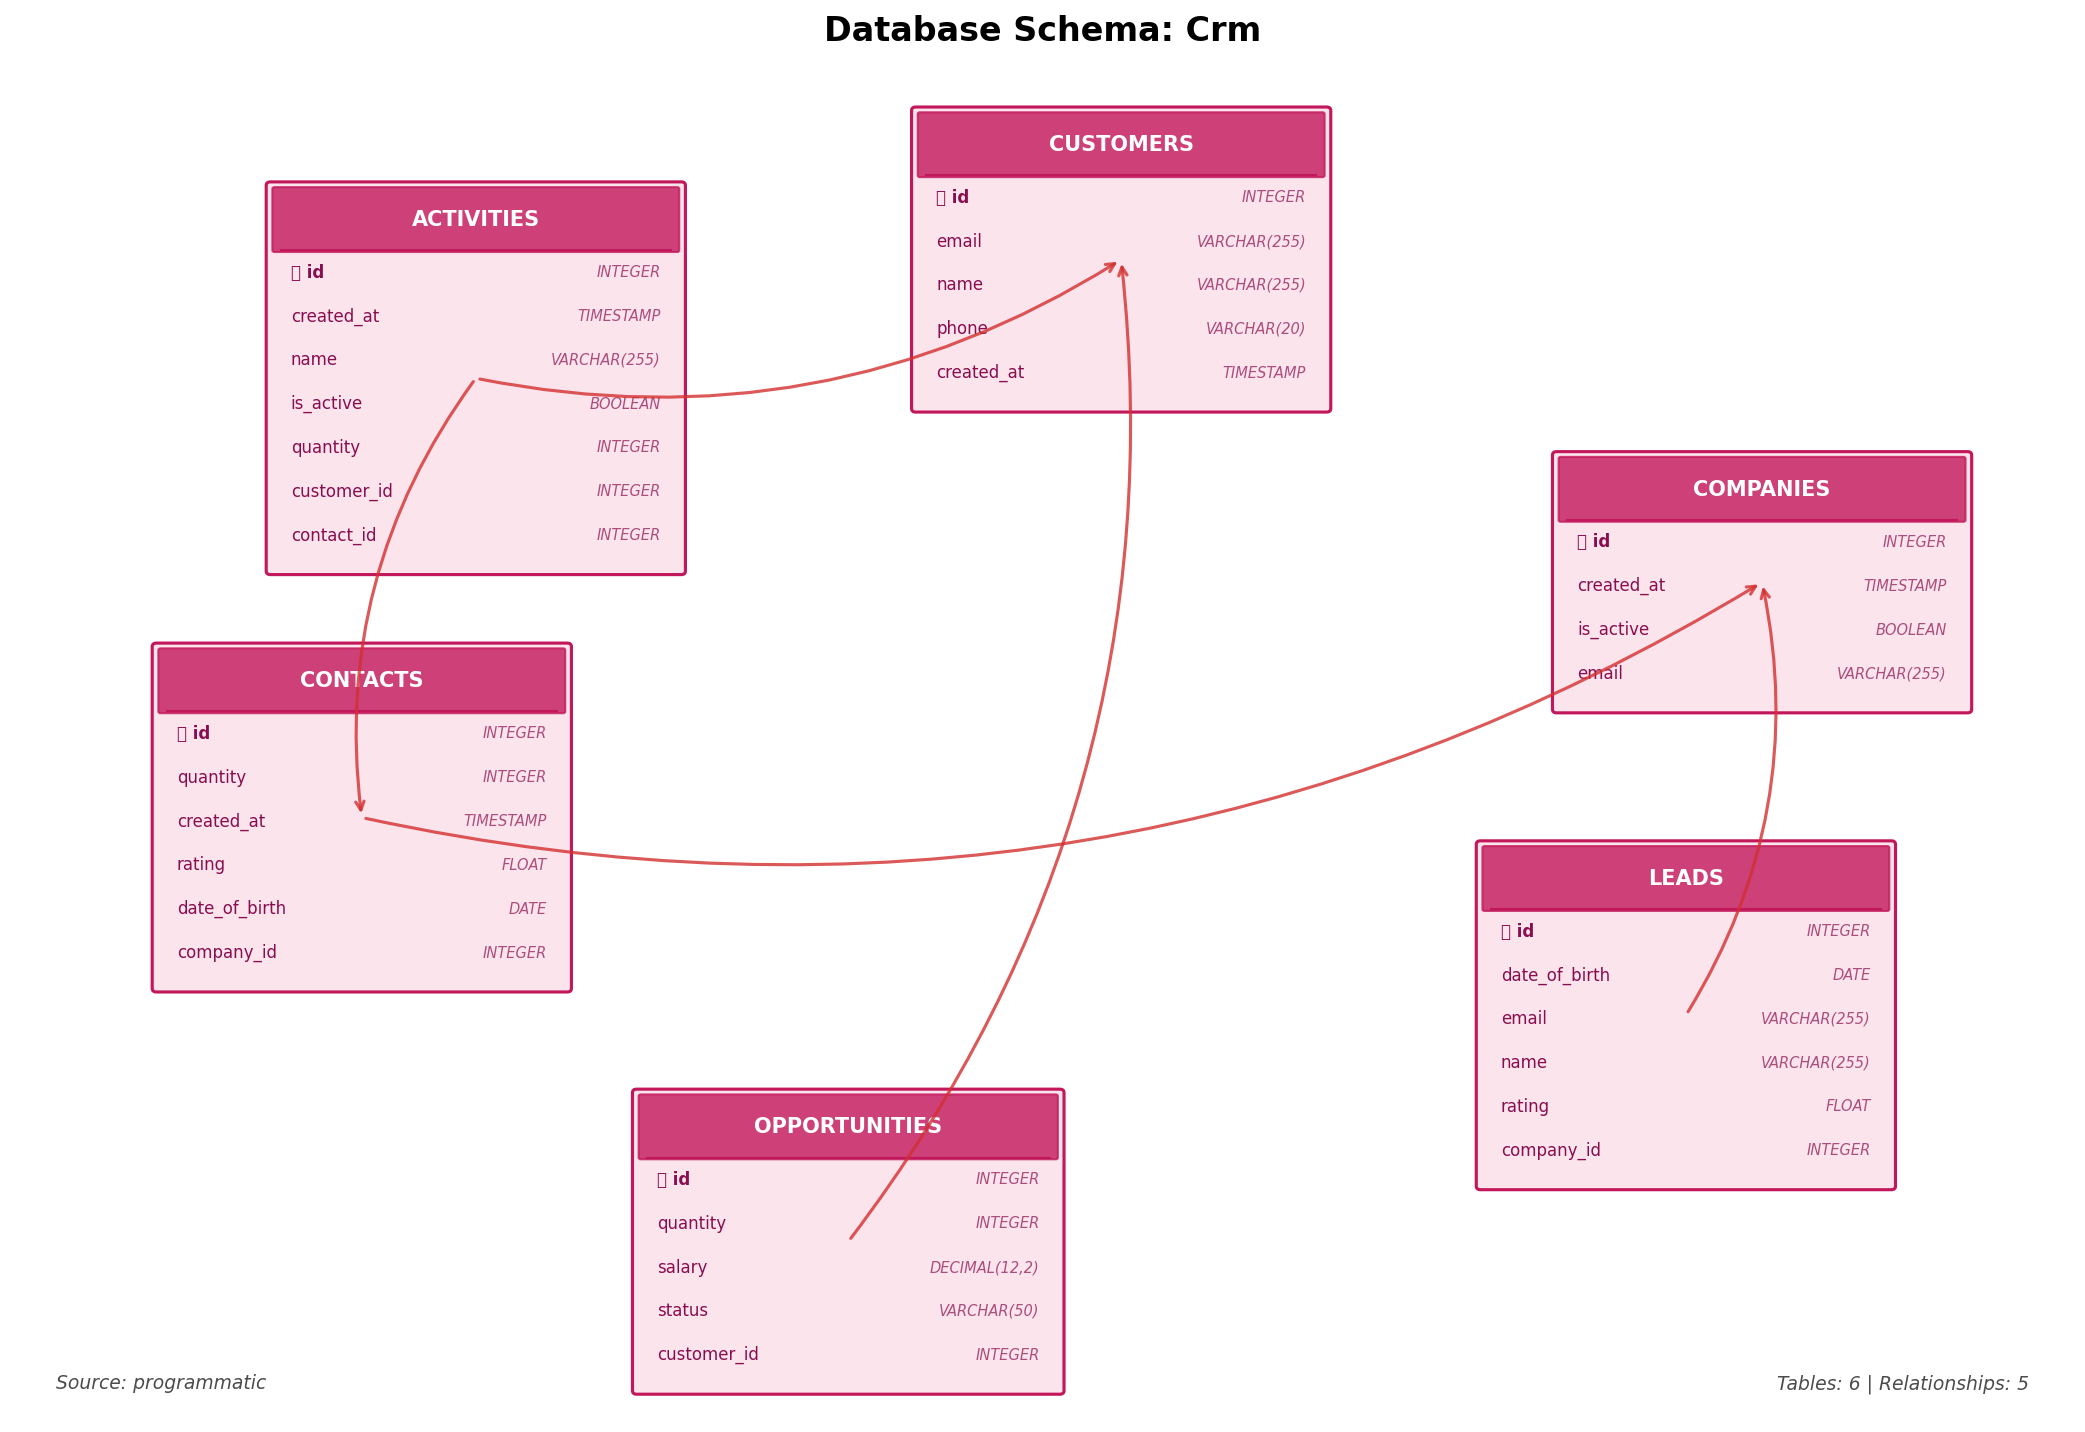 Database Schema: Crm
CUSTOMERS
id INTEGER
email VARCHAR(255)
name VARCHAR(255)
phone VARCHAR(20)
created_at TIMESTAMP
ACTIVITIES
id INTEGER
created_at TIMESTAMP
name VARCHAR(255)
is_active BOOLEAN
quantity INTEGER
customer_id INTEGER
contact_id INTEGER
COMPANIES
id INTEGER
created_at TIMESTAMP
is_active BOOLEAN
email VARCHAR(255)
CONTACTS
id INTEGER
quantity INTEGER
created_at TIMESTAMP
rating FLOAT
date_of_birth DATE
company_id INTEGER
LEADS
id INTEGER
date_of_birth DATE
email VARCHAR(255)
name VARCHAR(255)
rating FLOAT
company_id INTEGER
OPPORTUNITIES
id INTEGER
quantity INTEGER
salary DECIMAL(12,2)
status VARCHAR(50)
customer_id INTEGER
Source: programmatic
Tables: 6 | Relationships: 5